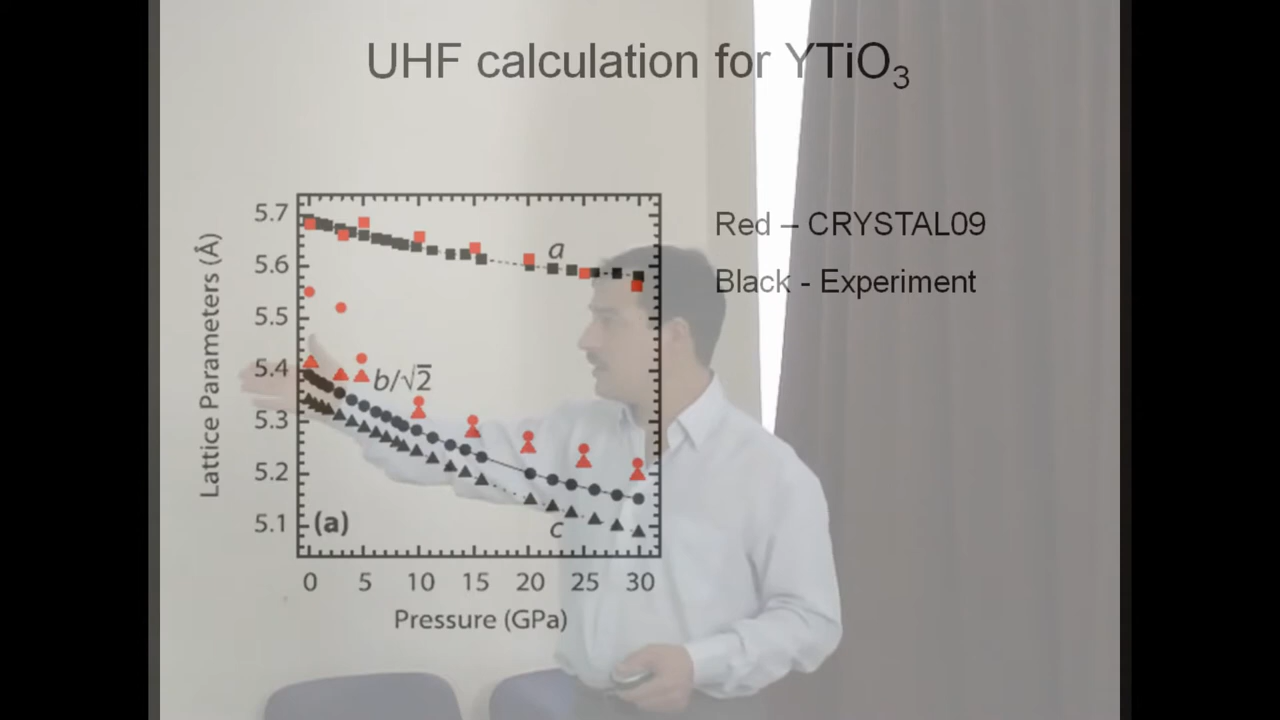 UHF calculation for YTiO₃
Red – CRYSTAL09
Black - Experiment
Lattice Parameters (Å)
5.7
5.6
5.5
5.4
5.3
5.2
5.1
a
b/√2
c
(a)
0 5 10 15 20 25 30
Pressure (GPa)